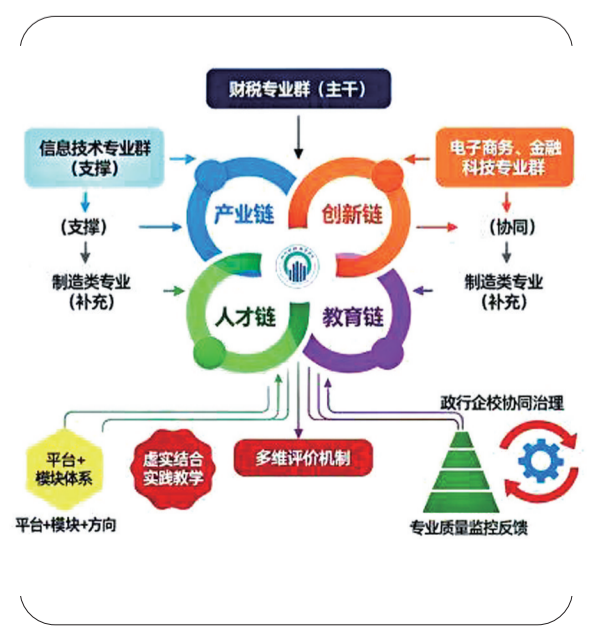 财税专业群（主干）
信息技术专业群
（支撑）
电子商务、金融
科技专业群
产业链
创新链
（支撑）
（协同）
制造类专业
（补充）
制造类专业
（补充）
人才链
教育链
政行企校协同治理
平台+
模块体系
虚实结合
实践教学
多维评价机制
平台+模块+方向
专业质量监控反馈